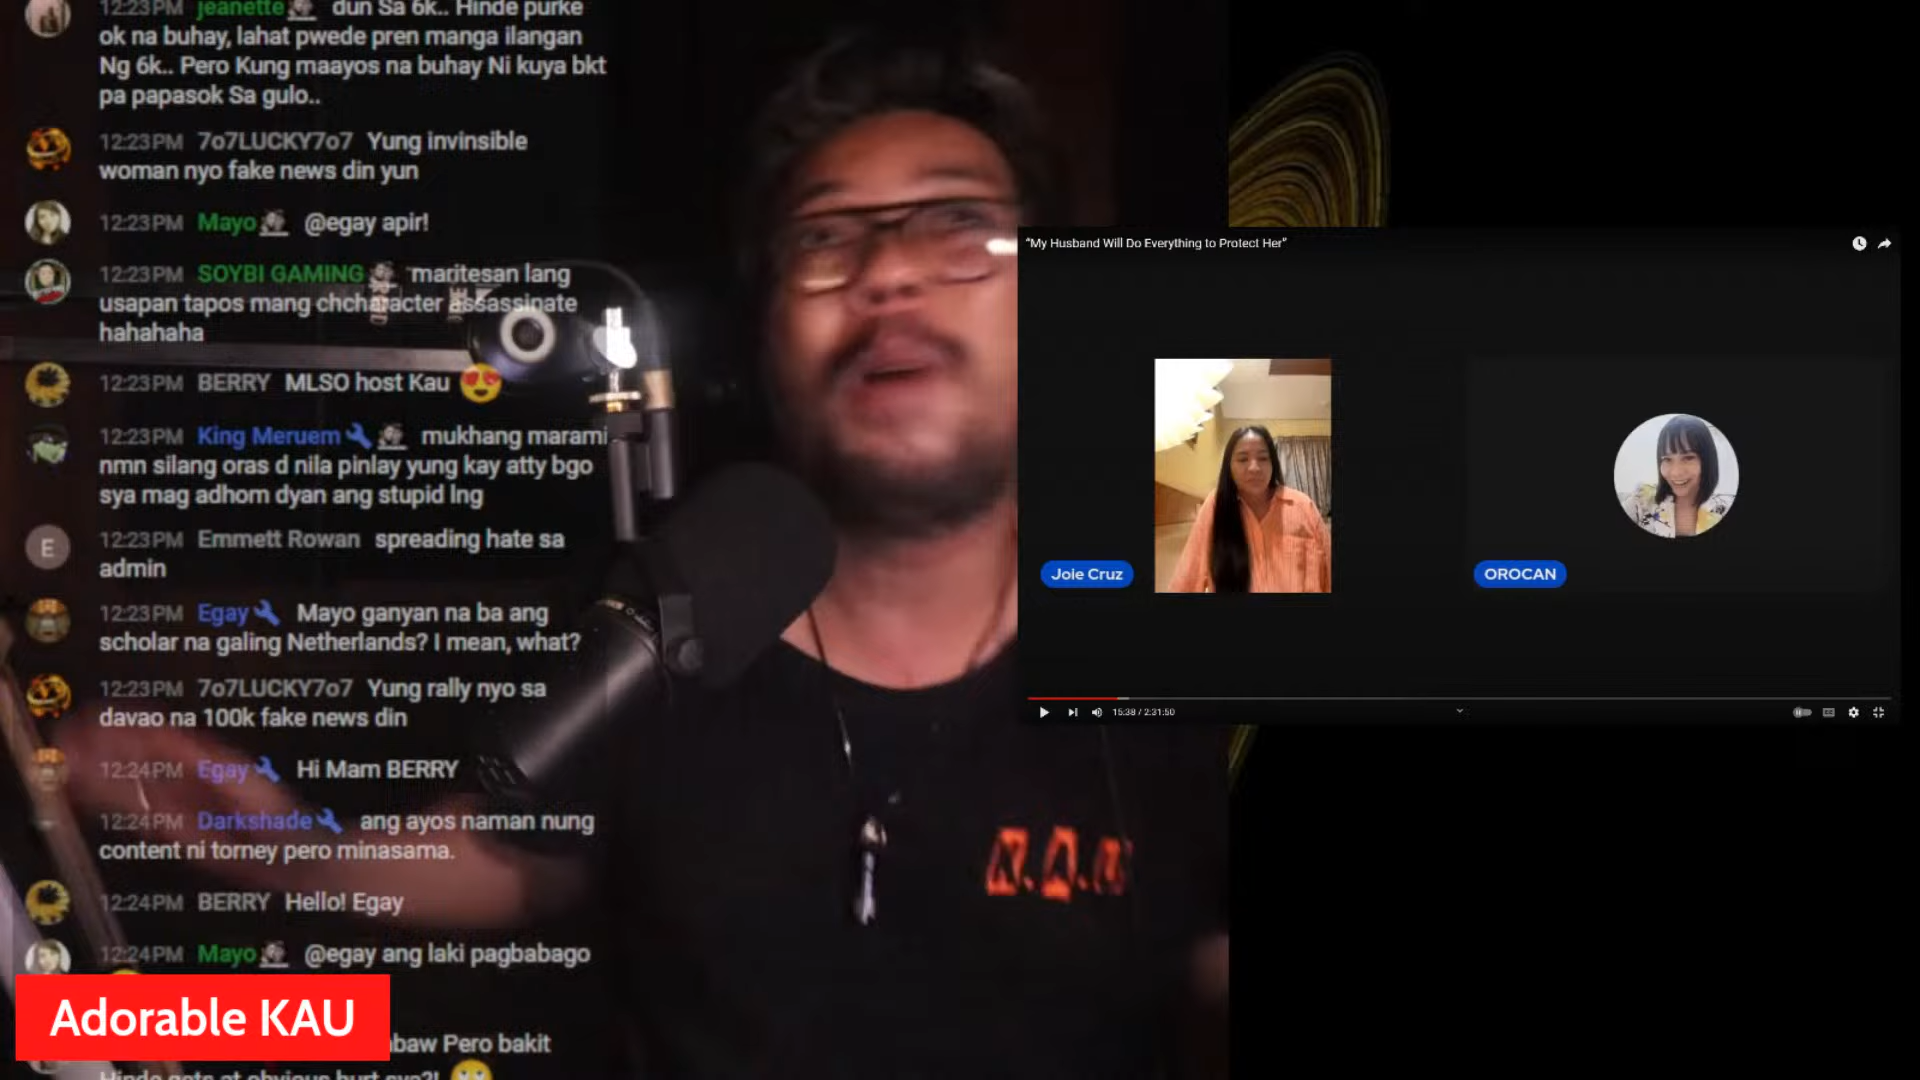 12:23PM jeanette dun Sa 6k.. Hinde purke
ok na buhay, lahat pwede pren manga ilangan
Ng 6k.. Pero Kung maayos na buhay Ni kuya bkt
pa papasok Sa gulo..
12:23PM 7o7LUCKY7o7 Yung invinsible
woman nyo fake news din yun
12:23PM Mayo @egay apir!
12:23PM SOYBI GAMING maritesan lang
usapan tapos mang chcharacter assassinate
hahahaha
12:23PM BERRY MLSO host Kau 😍
12:23PM King Meruem mukhang marami
nmn silang oras d nila pinlay yung kay atty bgo
sya mag adhom dyan ang stupid lng
E
12:23PM Emmett Rowan spreading hate sa
admin
12:23PM Egay Mayo ganyan na ba ang
scholar na galing Netherlands? I mean, what?
12:23PM 7o7LUCKY7o7 Yung rally nyo sa
davao na 100k fake news din
12:24PM Egay Hi Mam BERRY
12:24PM Darkshade ang ayos naman nung
content ni torney pero minasama.
12:24PM BERRY Hello! Egay
12:24PM Mayo @egay ang laki pagbabago
Pero bakit
Adorable KAU
“My Husband Will Do Everything to Protect Her”
Joie Cruz
OROCAN
15:38 / 2:31:50